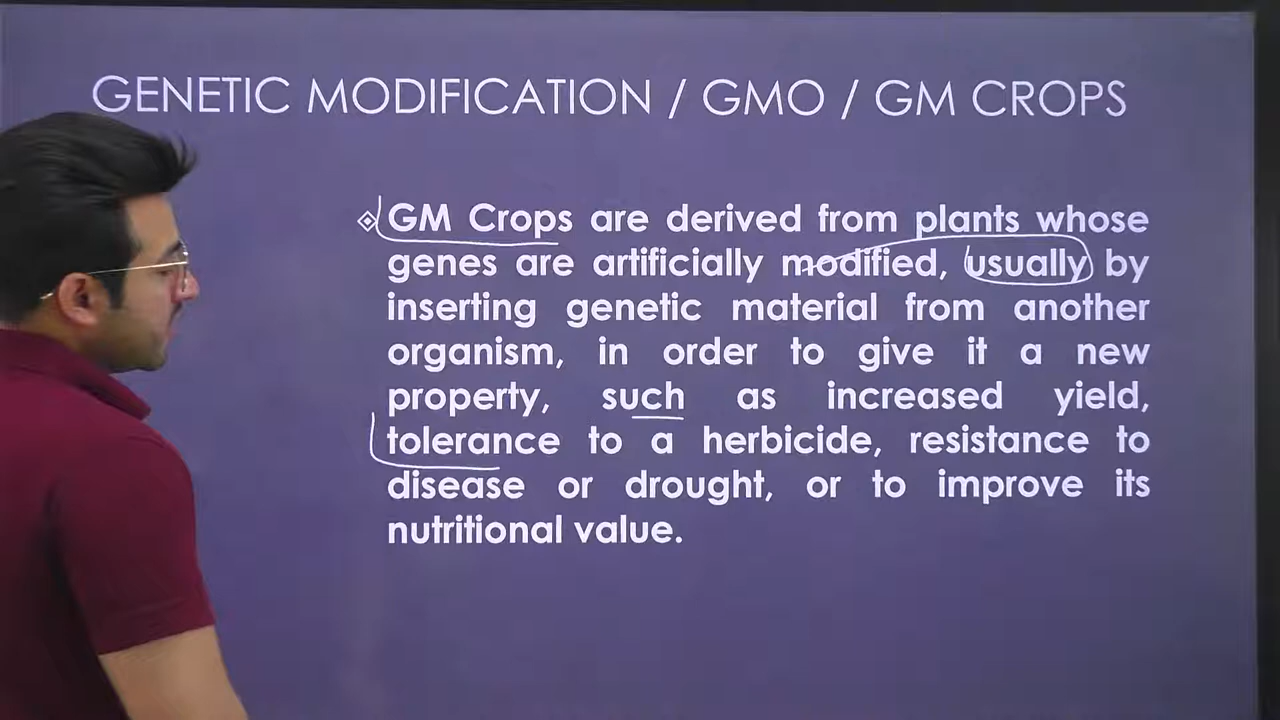 GENETIC MODIFICATION / GMO / GM CROPS
GM Crops are derived from plants whose
genes are artificially modified, usually by
inserting genetic material from another
organism, in order to give it a new
property, such as increased yield,
tolerance to a herbicide, resistance to
disease or drought, or to improve its
nutritional value.